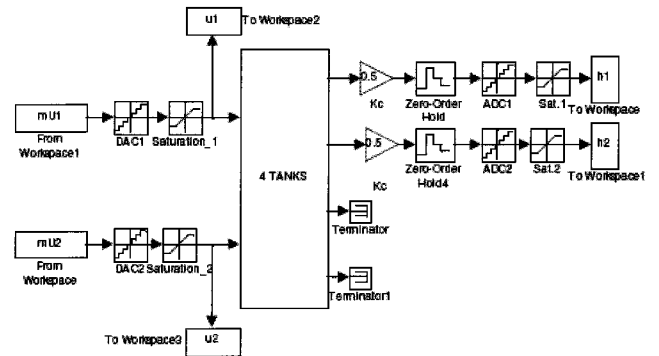 u1
To Workspace2
mU1
From
Workspace1
DAC1
Saturation_1
4 TANKS
0.5
Kc
Zero-Order
Hold
ADC1
Sat.1
h1
To Workspace
0.5
Kc
Zero-Order
Hold4
ADC2
Sat.2
h2
To Workspace1
Terminator
Terminator1
mU2
From
Workspace
DAC2
Saturation_2
To Workspace3
u2